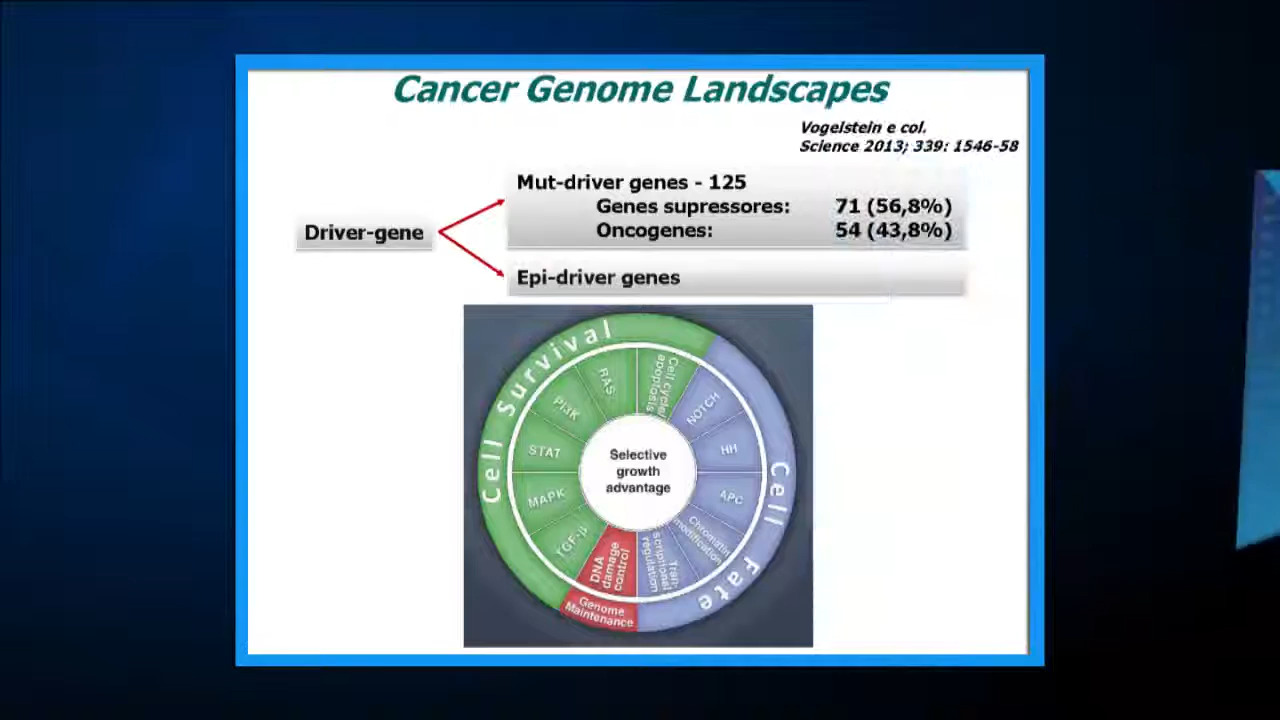 Cancer Genome Landscapes
Vogelstein e col.
Science 2013; 339: 1546-58
Mut-driver genes - 125
Genes supressores: 71 (56,8%)
Oncogenes: 54 (43,8%)
Driver-gene
Epi-driver genes
Cell Survival
Cell Fate
Genome
Maintenance
RAS
PI3K
STAT
MAPK
TGF-β
DNA
damage
control
Cell cycle/
apoptosis
NOTCH
HH
APC
Chromatin
modification
Tran-
scriptional
regulation
Selective
growth
advantage